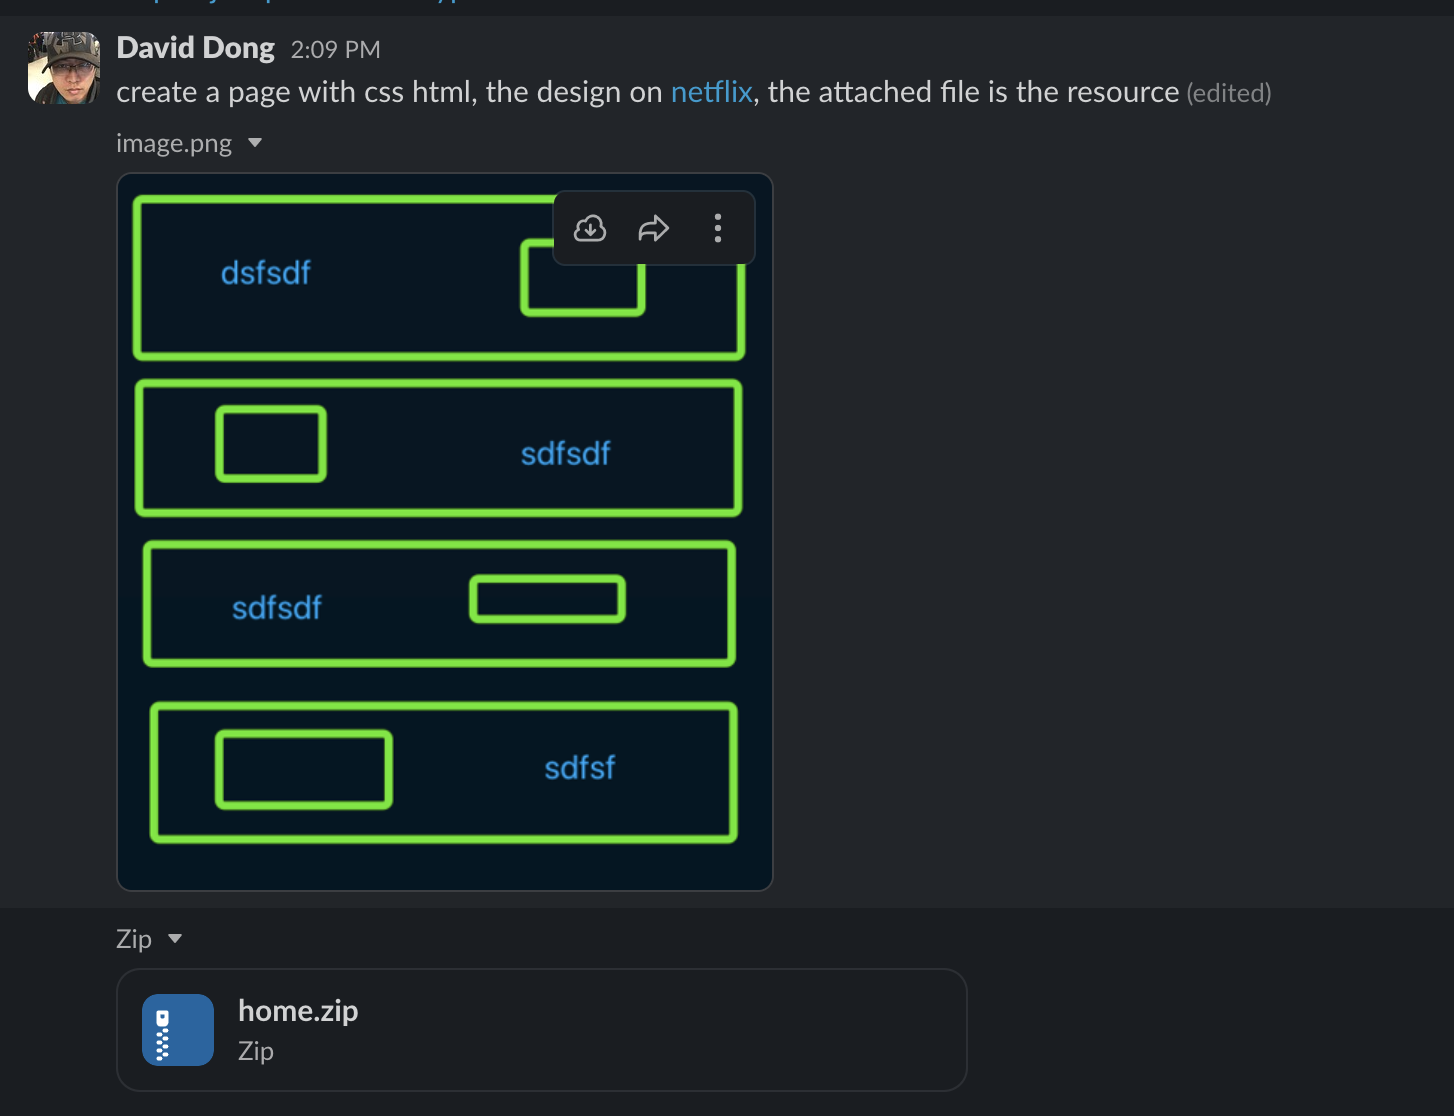 David Dong 2:09 PM
create a page with css html, the design on netflix, the attached file is the resource (edited)
image.png
dsfsdf
sdfsdf
sdfsdf
sdfsf
Zip
home.zip
Zip